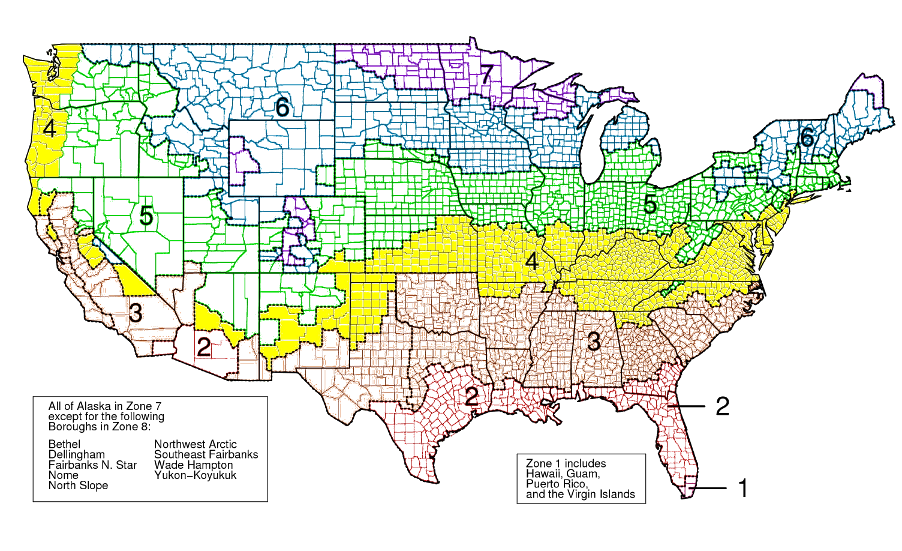 7
6
6
4
5
5
4
3
3
2
2
2
1
All of Alaska in Zone 7
except for the following
Boroughs in Zone 8:
Bethel
Dellingham
Fairbanks N. Star
Nome
North Slope
Northwest Arctic
Southeast Fairbanks
Wade Hampton
Yukon-Koyukuk
Zone 1 includes
Hawaii, Guam,
Puerto Rico,
and the Virgin Islands